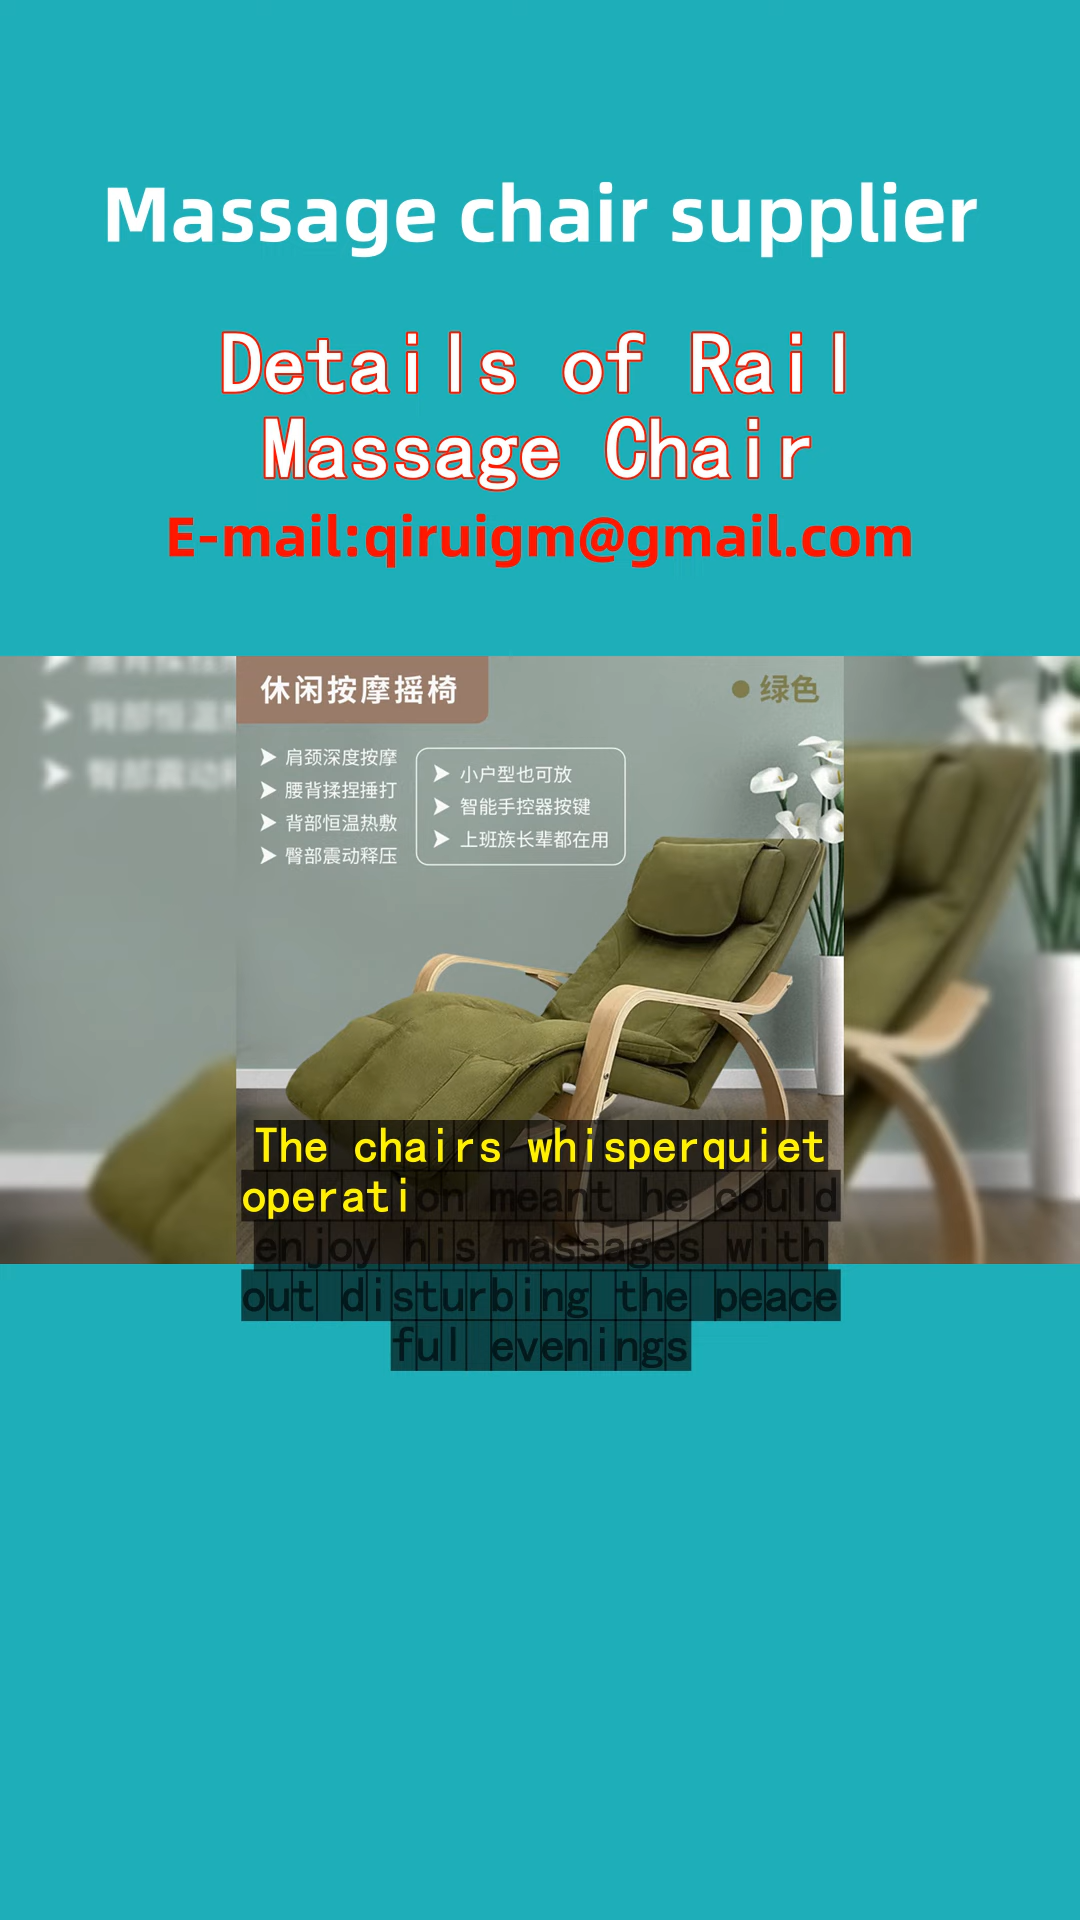 Massage chair supplier
Details of Rail
Massage Chair
E-mail:qiruigm@gmail.com
休闲按摩摇椅
绿色
肩颈深度按摩
腰背揉捏捶打
背部恒温热敷
臀部震动释压
小户型也可放
智能手控器按键
上班族长辈都在用
The chairs whisperquiet
operation meant he could
enjoy his massages with
out disturbing the peace
ful evenings